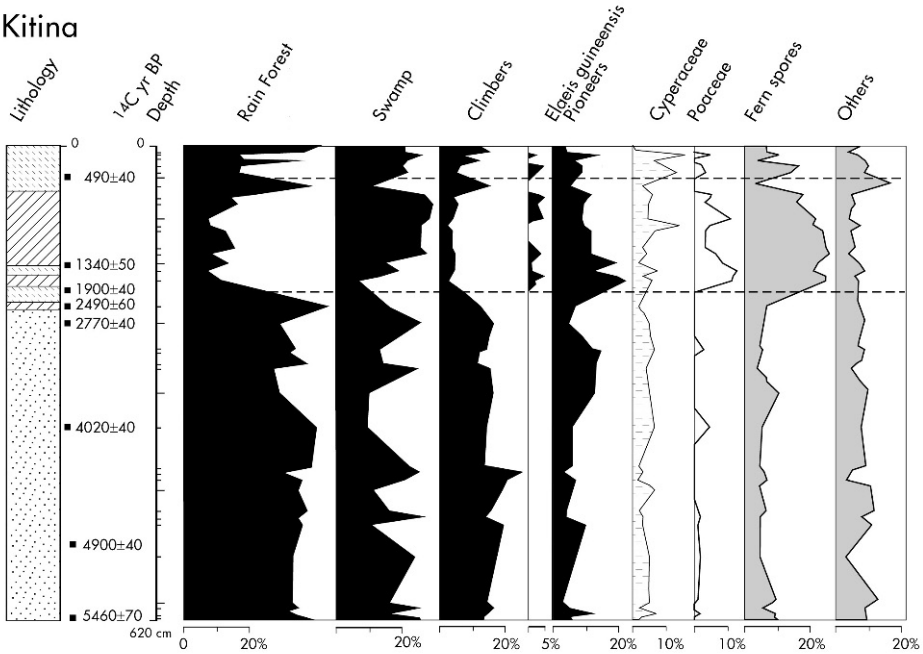 Kitina
Lithology
14C yr BP
Depth
Rain Forest
Swamp
Climbers
Elaeis guineensis
Pioneers
Cyperaceae
Poaceae
Fern spores
Others
0
0
490±40
1340±50
1900±40
2490±60
2770±40
4020±40
4900±40
5460±70
620 cm
0 20% 20% 20% 5% 20% 10% 10% 20% 20%